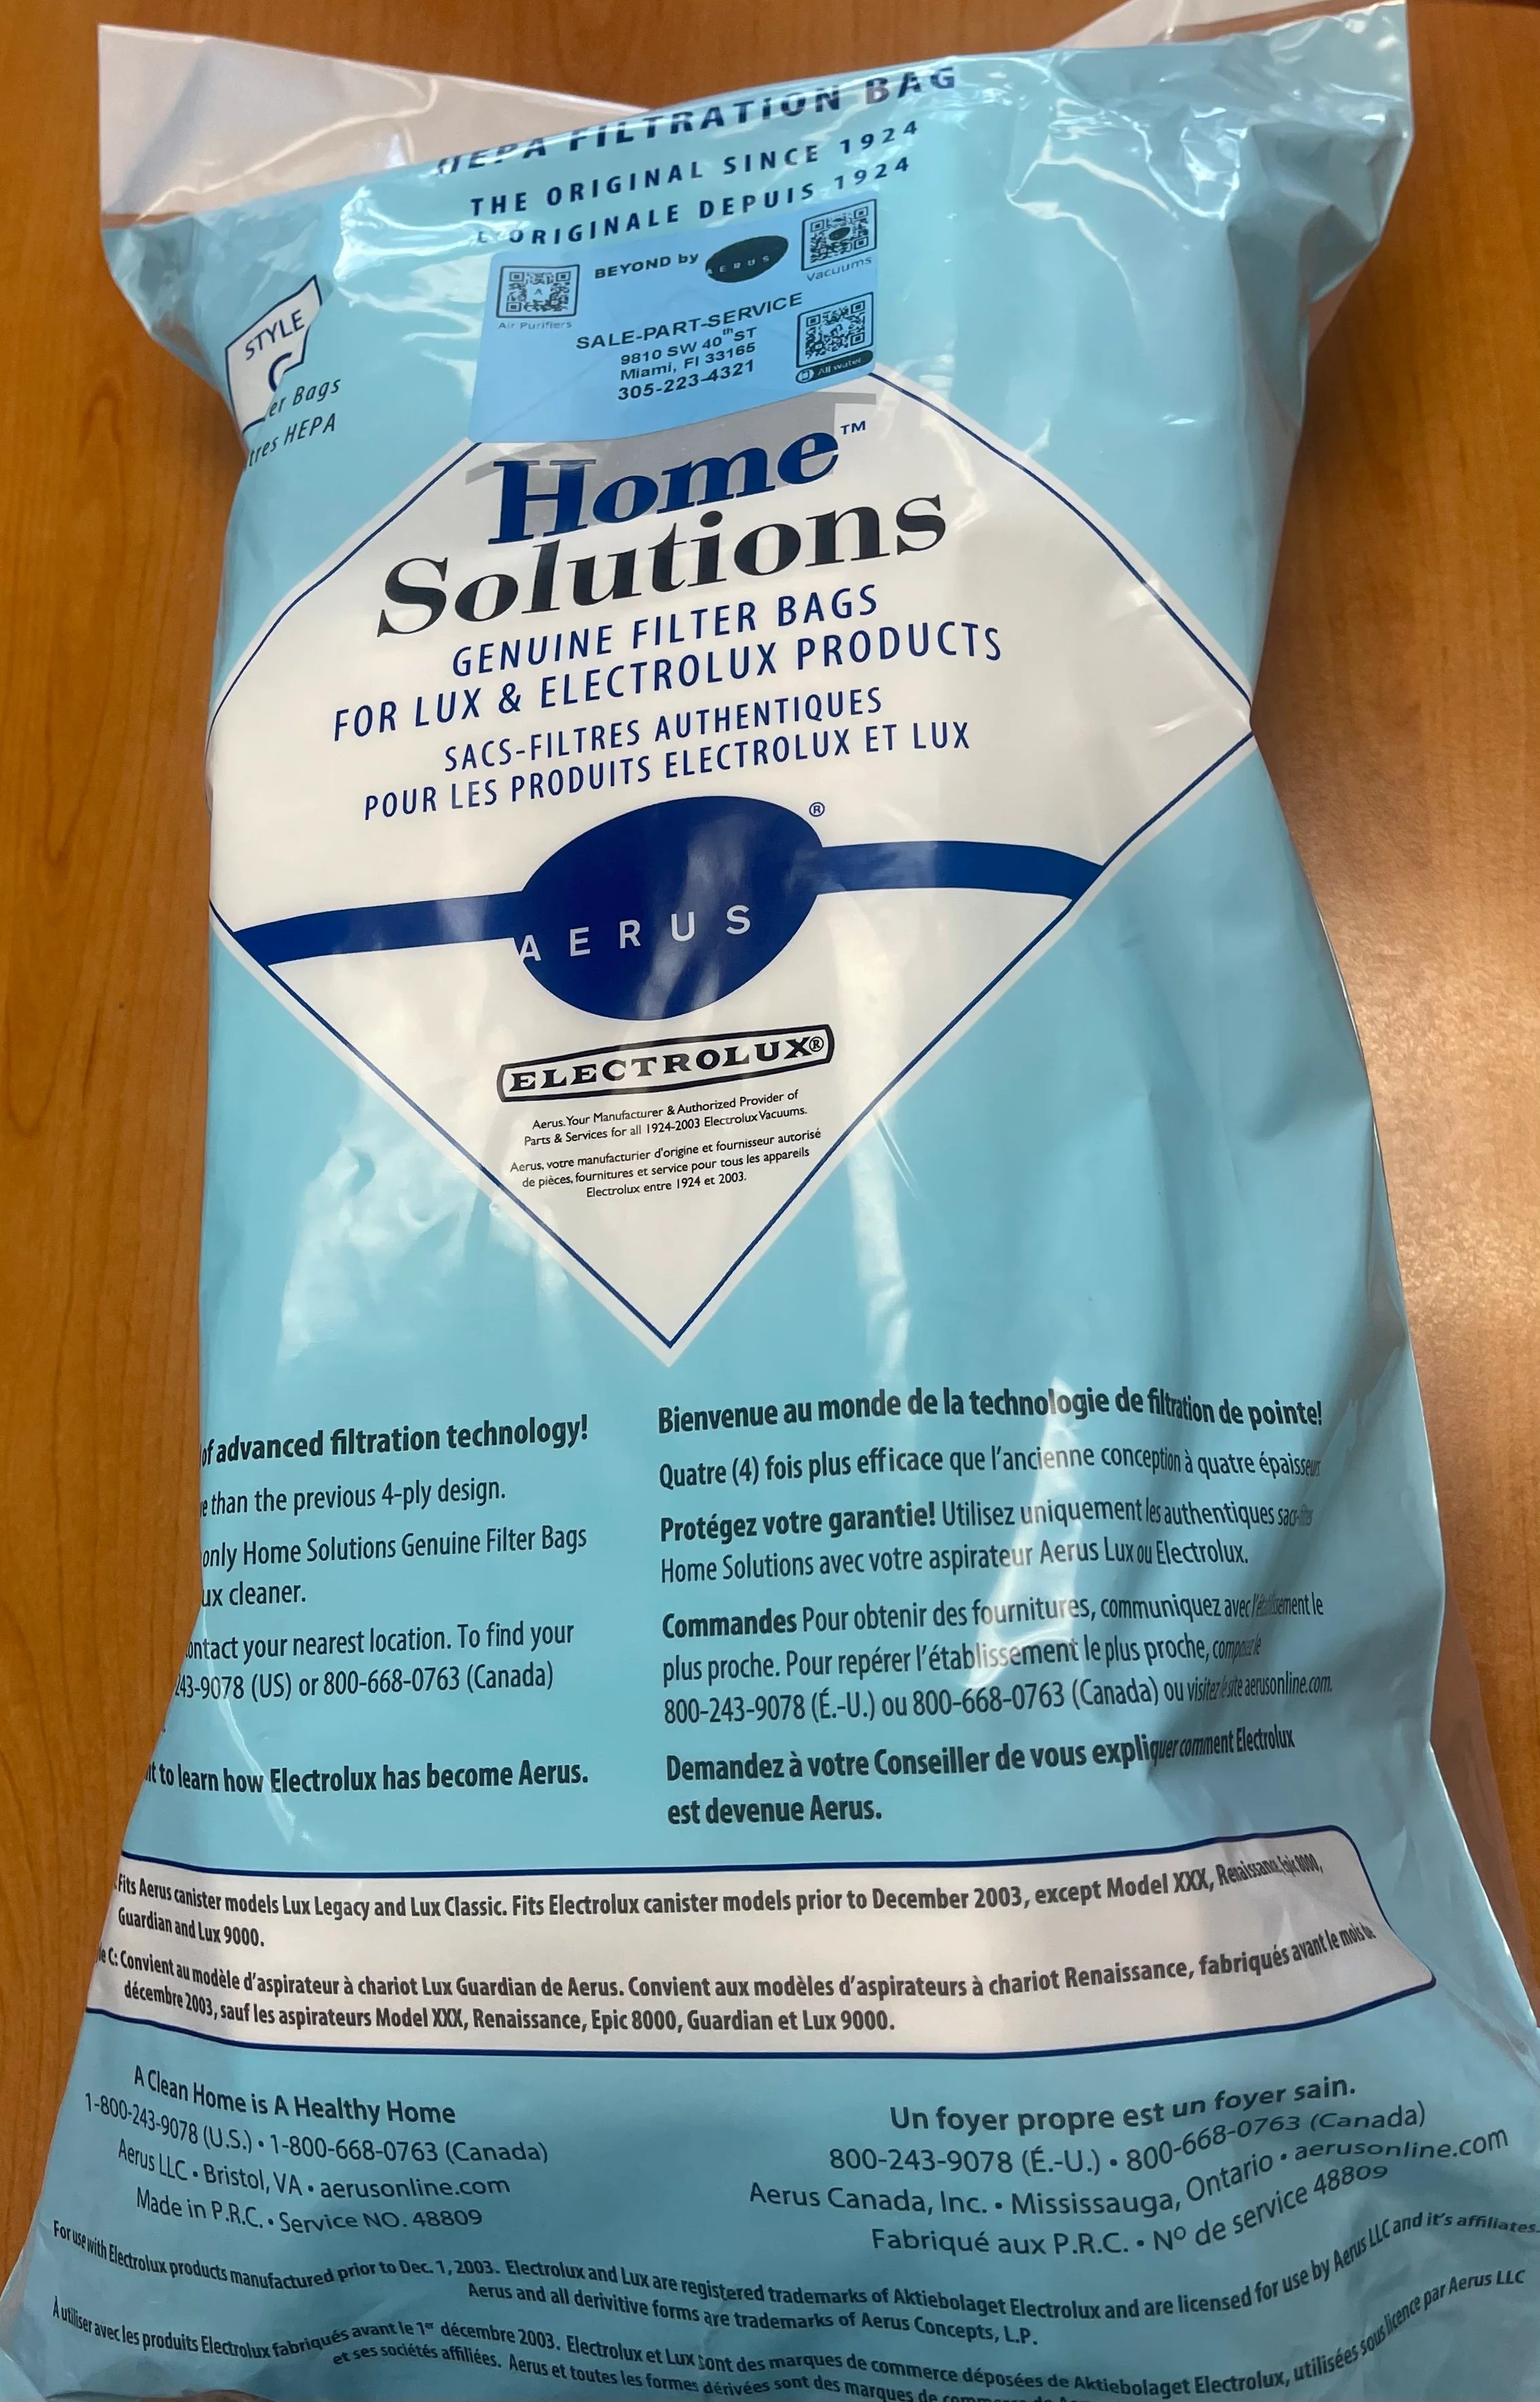 HEPA FILTRATION BAG
THE ORIGINAL SINCE 1924
L'ORIGINALE DEPUIS 1924
STYLE
C
er Bags
tres HEPA
BEYOND by AERUS
Air Purifiers
Vacuums
SALE-PART-SERVICE
9810 SW 40th ST
Miami, Fl 33165
305-223-4321
All water
Home™
Solutions
GENUINE FILTER BAGS
FOR LUX & ELECTROLUX PRODUCTS
SACS-FILTRES AUTHENTIQUES
POUR LES PRODUITS ELECTROLUX ET LUX
AERUS®
ELECTROLUX®
Aerus. Your Manufacturer & Authorized Provider of
Parts & Services for all 1924-2003 Electrolux Vacuums.
Aerus, votre manufacturier d'origine et fournisseur autorisé
de pièces, fournitures et service pour tous les appareils
Electrolux entre 1924 et 2003.
of advanced filtration technology!
e than the previous 4-ply design.
only Home Solutions Genuine Filter Bags
ux cleaner.
ontact your nearest location. To find your
243-9078 (US) or 800-668-0763 (Canada)
t to learn how Electrolux has become Aerus.
Bienvenue au monde de la technologie de filtration de pointe!
Quatre (4) fois plus efficace que l'ancienne conception à quatre épaisseurs
Protégez votre garantie! Utilisez uniquement les authentiques
Home Solutions avec votre aspirateur Aerus Lux ou Electrolux.
Commandes Pour obtenir des fournitures, communiquez avec l'établissement le
plus proche. Pour repérer l'établissement le plus proche, composez le
800-243-9078 (É.-U.) ou 800-668-0763 (Canada) ou visitez le site aerusonline.com.
Demandez à votre Conseiller de vous expliquer comment Electrolux
est devenue Aerus.
Fits Aerus canister models Lux Legacy and Lux Classic. Fits Electrolux canister models prior to December 2003, except Model XXX, Renaissance, Epic 8000,
Guardian and Lux 9000.
le C: Convient au modèle d'aspirateur à chariot Lux Guardian de Aerus. Convient aux modèles d'aspirateurs à chariot Renaissance, fabriqués avant le mois de
décembre 2003, sauf les aspirateurs Model XXX, Renaissance, Epic 8000, Guardian et Lux 9000.
A Clean Home is A Healthy Home
1-800-243-9078 (U.S.) • 1-800-668-0763 (Canada)
Aerus LLC • Bristol, VA • aerusonline.com
Made in P.R.C. • Service NO. 48809
Un foyer propre est un foyer sain.
800-243-9078 (É.-U.) • 800-668-0763 (Canada)
Aerus Canada, Inc. • Mississauga, Ontario • aerusonline.com
Fabriqué aux P.R.C. • Nº de service 48809
For use with Electrolux products manufactured prior to Dec. 1, 2003. Electrolux and Lux are registered trademarks of Aktiebolaget Electrolux and are licensed for use by Aerus LLC and it's affiliates.
Aerus and all derivitive forms are trademarks of Aerus Concepts, L.P.
A utiliser avec les produits Electrolux fabriqués avant le 1er décembre 2003. Electrolux et Lux sont des marques de commerce déposées de Aktiebolaget Electrolux, utilisées sous licence par Aerus LLC
et ses sociétés affiliées. Aerus et toutes les formes dérivées sont des marques de